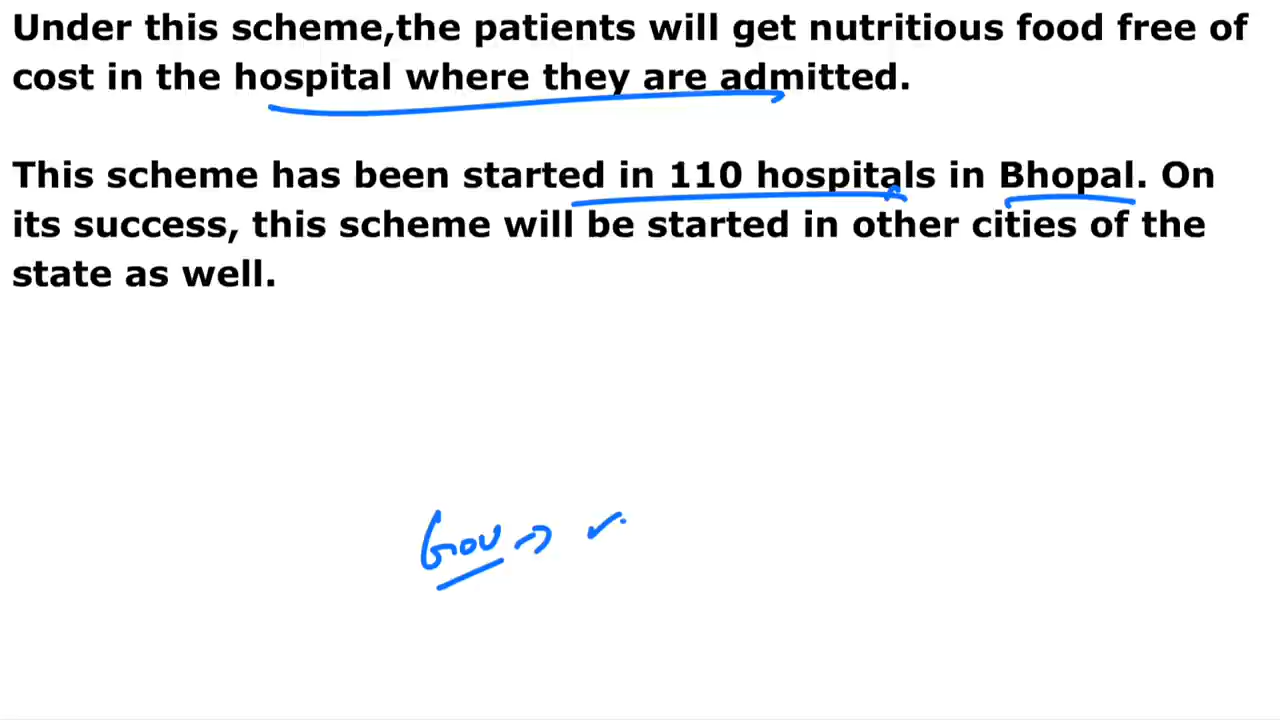 Under this scheme,the patients will get nutritious food free of
cost in the hospital where they are admitted.
This scheme has been started in 110 hospitals in Bhopal. On
its success, this scheme will be started in other cities of the
state as well.
Gov →